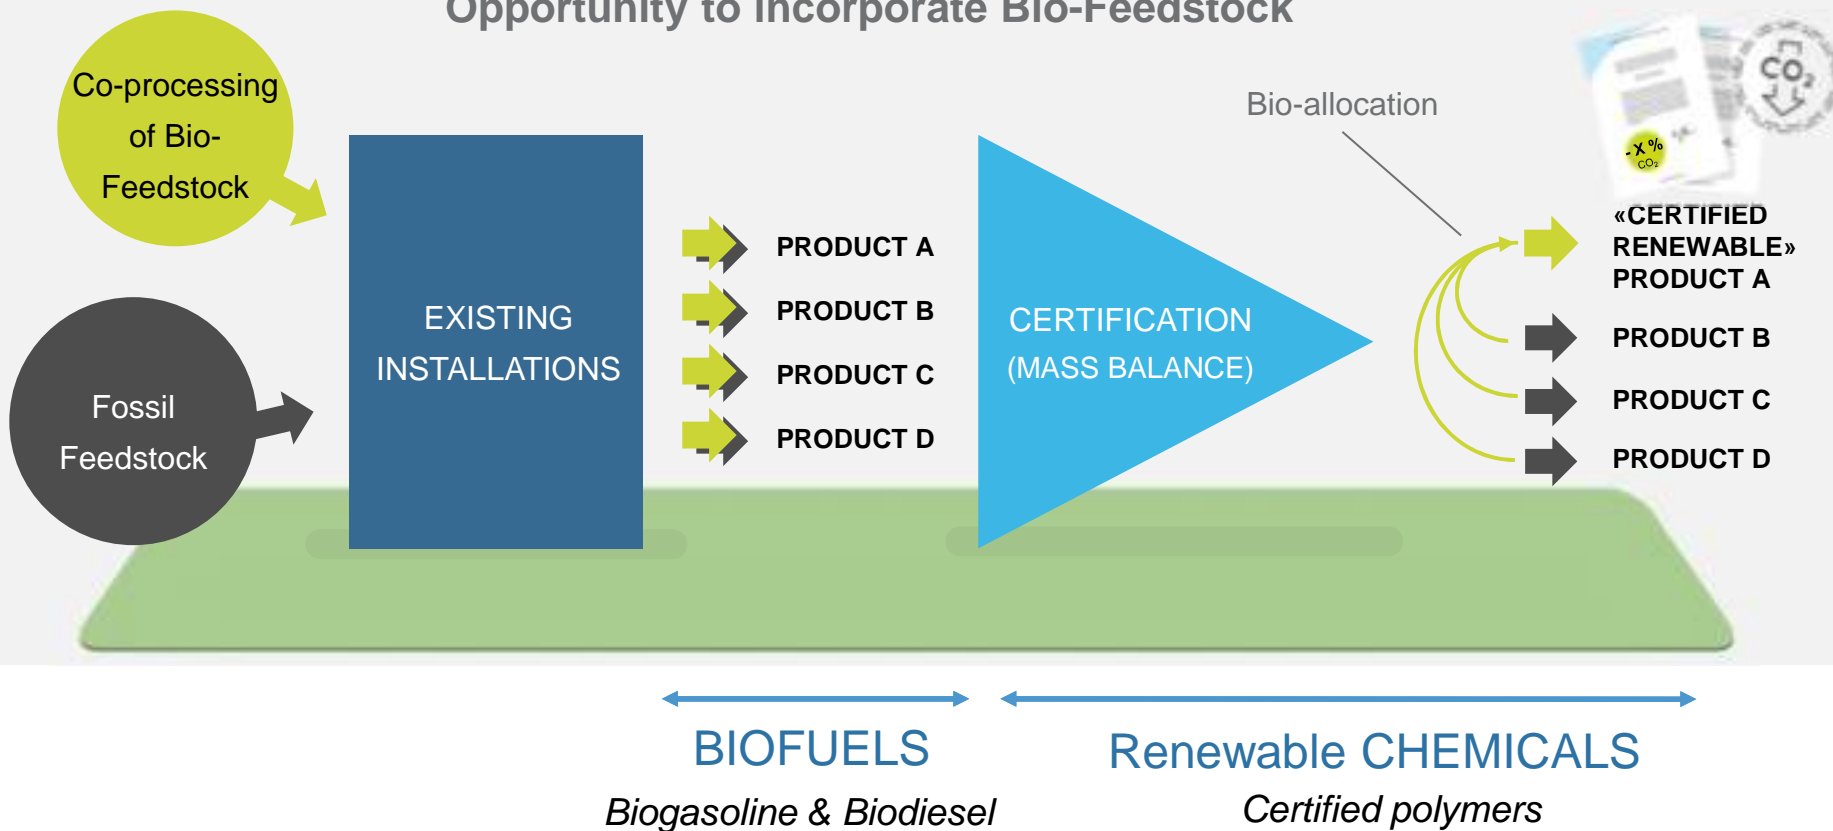 Opportunity to Incorporate Bio-Feedstock
Co-processing
of Bio-
Feedstock
Fossil
Feedstock
EXISTING
INSTALLATIONS
PRODUCT A
PRODUCT B
PRODUCT C
PRODUCT D
CERTIFICATION
(MASS BALANCE)
Bio-allocation
CO2
- X %
CO2
«CERTIFIED
RENEWABLE»
PRODUCT A
PRODUCT B
PRODUCT C
PRODUCT D
BIOFUELS
Biogasoline & Biodiesel
Renewable CHEMICALS
Certified polymers